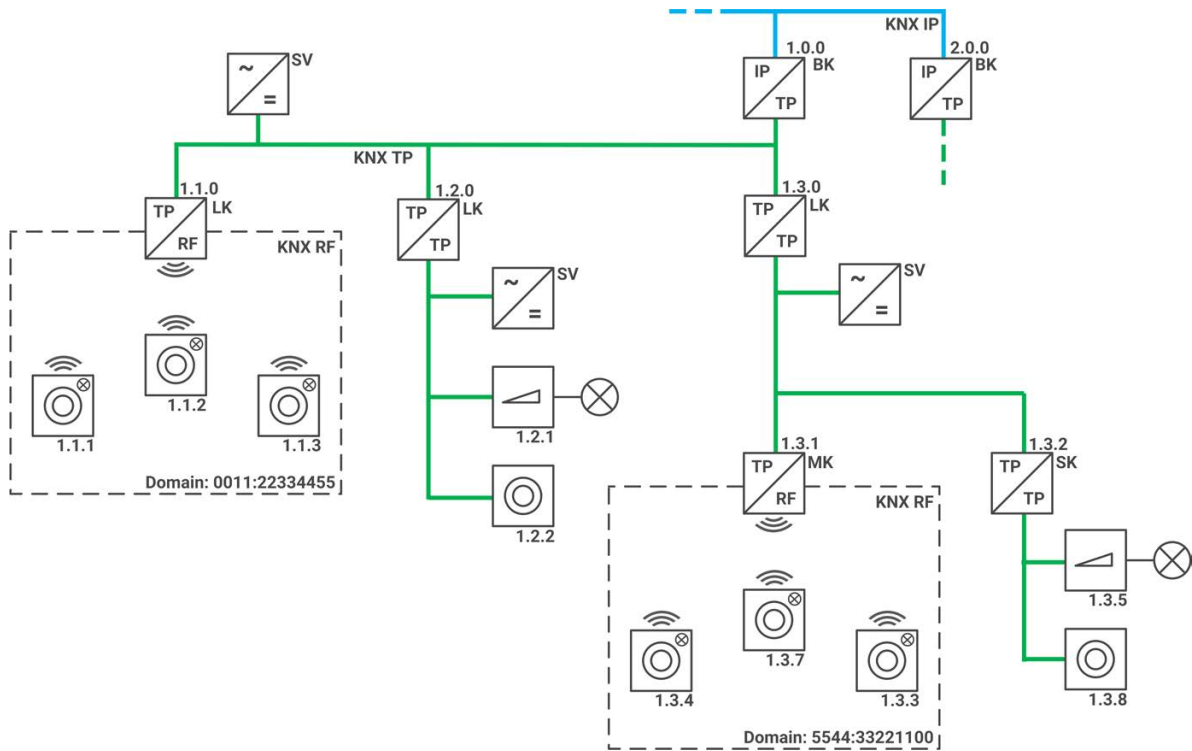 KNX IP
1.0.0
BK
IP
TP
2.0.0
BK
IP
TP
SV
~
=
KNX TP
1.1.0
LK
TP
RF
KNX RF
1.1.1
1.1.2
1.1.3
Domain: 0011:22334455
1.2.0
LK
TP
TP
SV
~
=
1.2.1
1.2.2
1.3.0
LK
TP
TP
SV
~
=
1.3.1
MK
TP
RF
KNX RF
1.3.4
1.3.7
1.3.3
Domain: 5544:33221100
1.3.2
SK
TP
TP
1.3.5
1.3.8